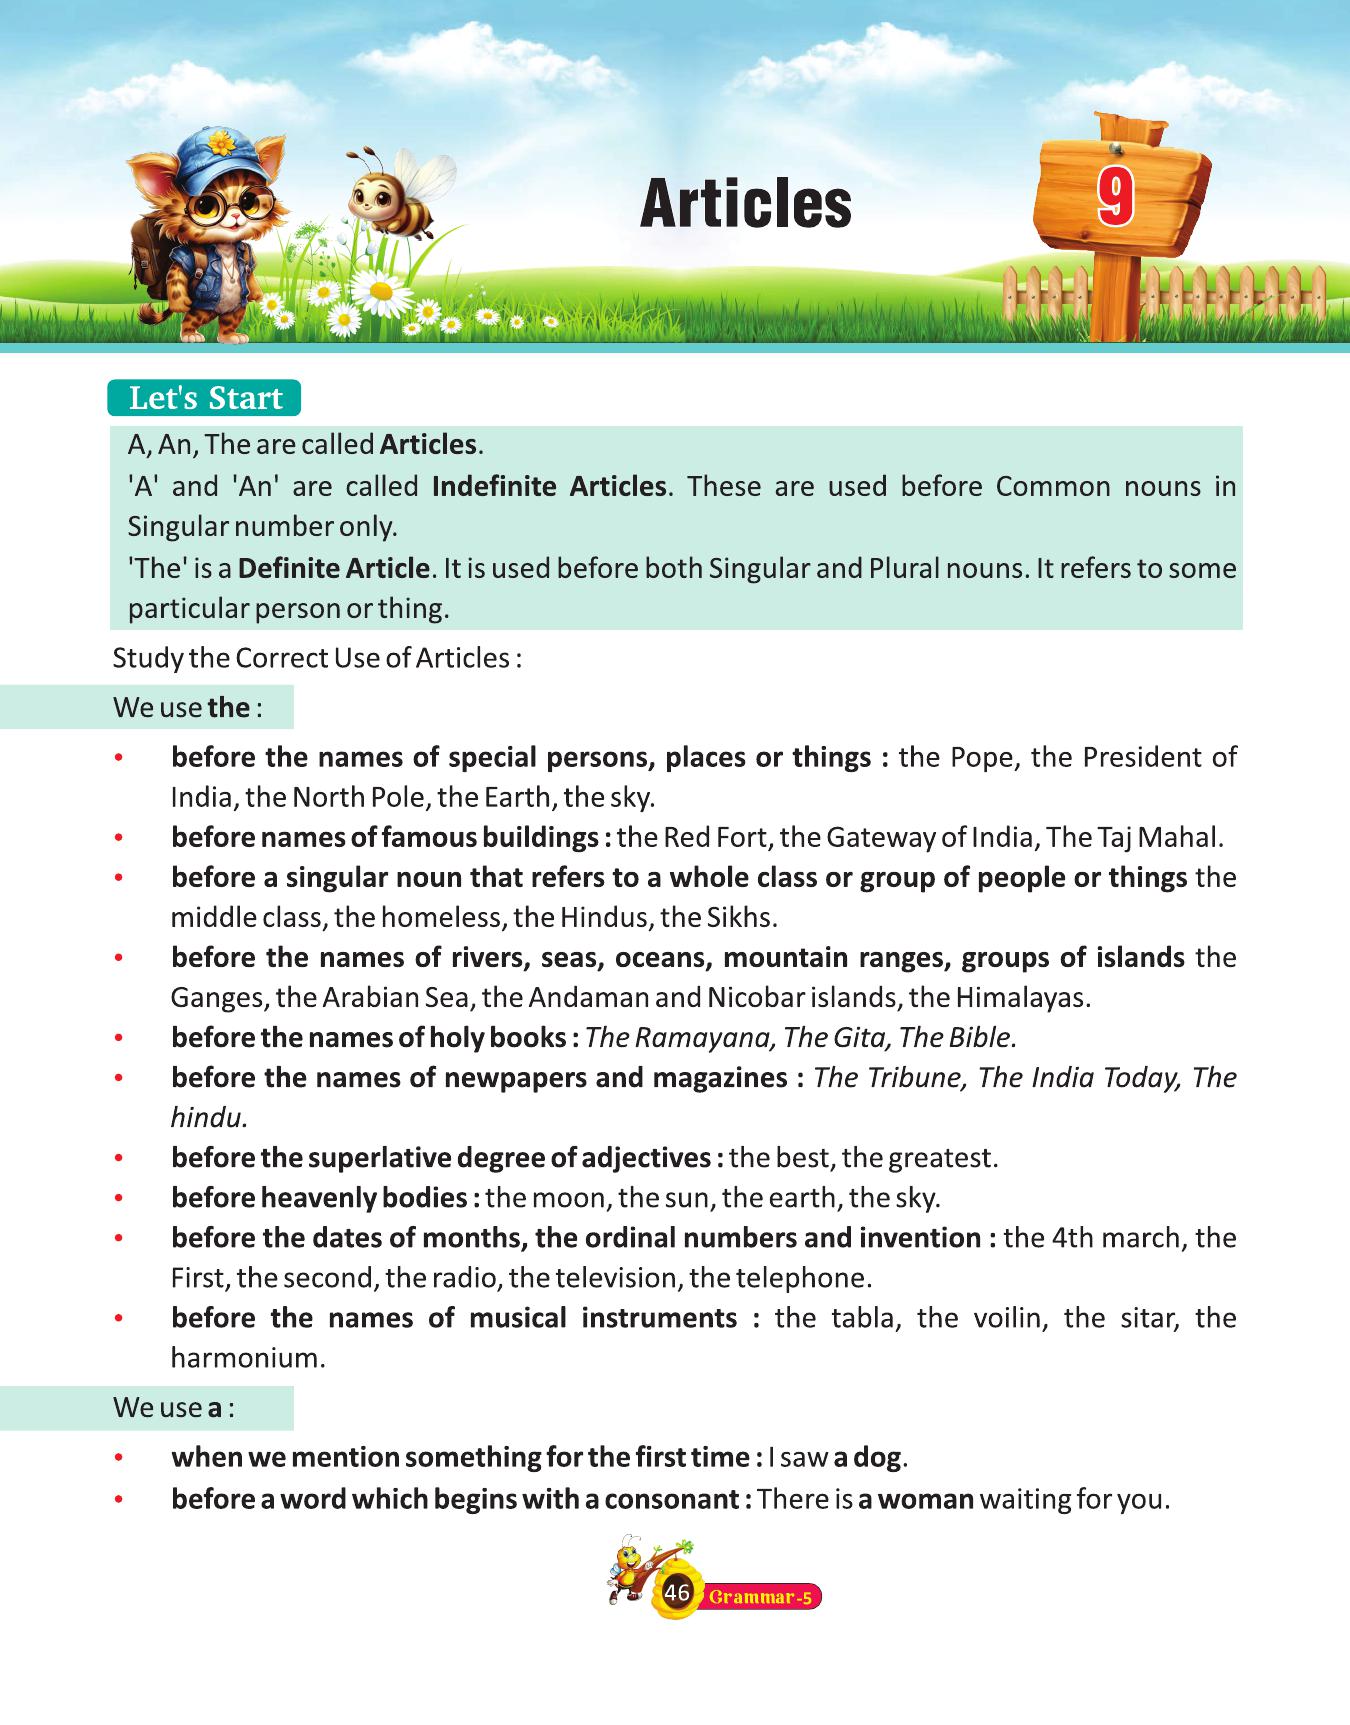 Articles
9
Let's Start
A, An, The are called Articles.
'A' and 'An' are called Indefinite Articles. These are used before Common nouns in
Singular number only.
'The' is a Definite Article. It is used before both Singular and Plural nouns. It refers to some
particular person or thing.
Study the Correct Use of Articles :
We use the :
• before the names of special persons, places or things : the Pope, the President of
India, the North Pole, the Earth, the sky.
• before names of famous buildings : the Red Fort, the Gateway of India, The Taj Mahal.
• before a singular noun that refers to a whole class or group of people or things the
middle class, the homeless, the Hindus, the Sikhs.
• before the names of rivers, seas, oceans, mountain ranges, groups of islands the
Ganges, the Arabian Sea, the Andaman and Nicobar islands, the Himalayas.
• before the names of holy books : The Ramayana, The Gita, The Bible.
• before the names of newpapers and magazines : The Tribune, The India Today, The
hindu.
• before the superlative degree of adjectives : the best, the greatest.
• before heavenly bodies : the moon, the sun, the earth, the sky.
• before the dates of months, the ordinal numbers and invention : the 4th march, the
First, the second, the radio, the television, the telephone.
• before the names of musical instruments : the tabla, the voilin, the sitar, the
harmonium.
We use a :
• when we mention something for the first time : I saw a dog.
• before a word which begins with a consonant : There is a woman waiting for you.
46 Grammar-5